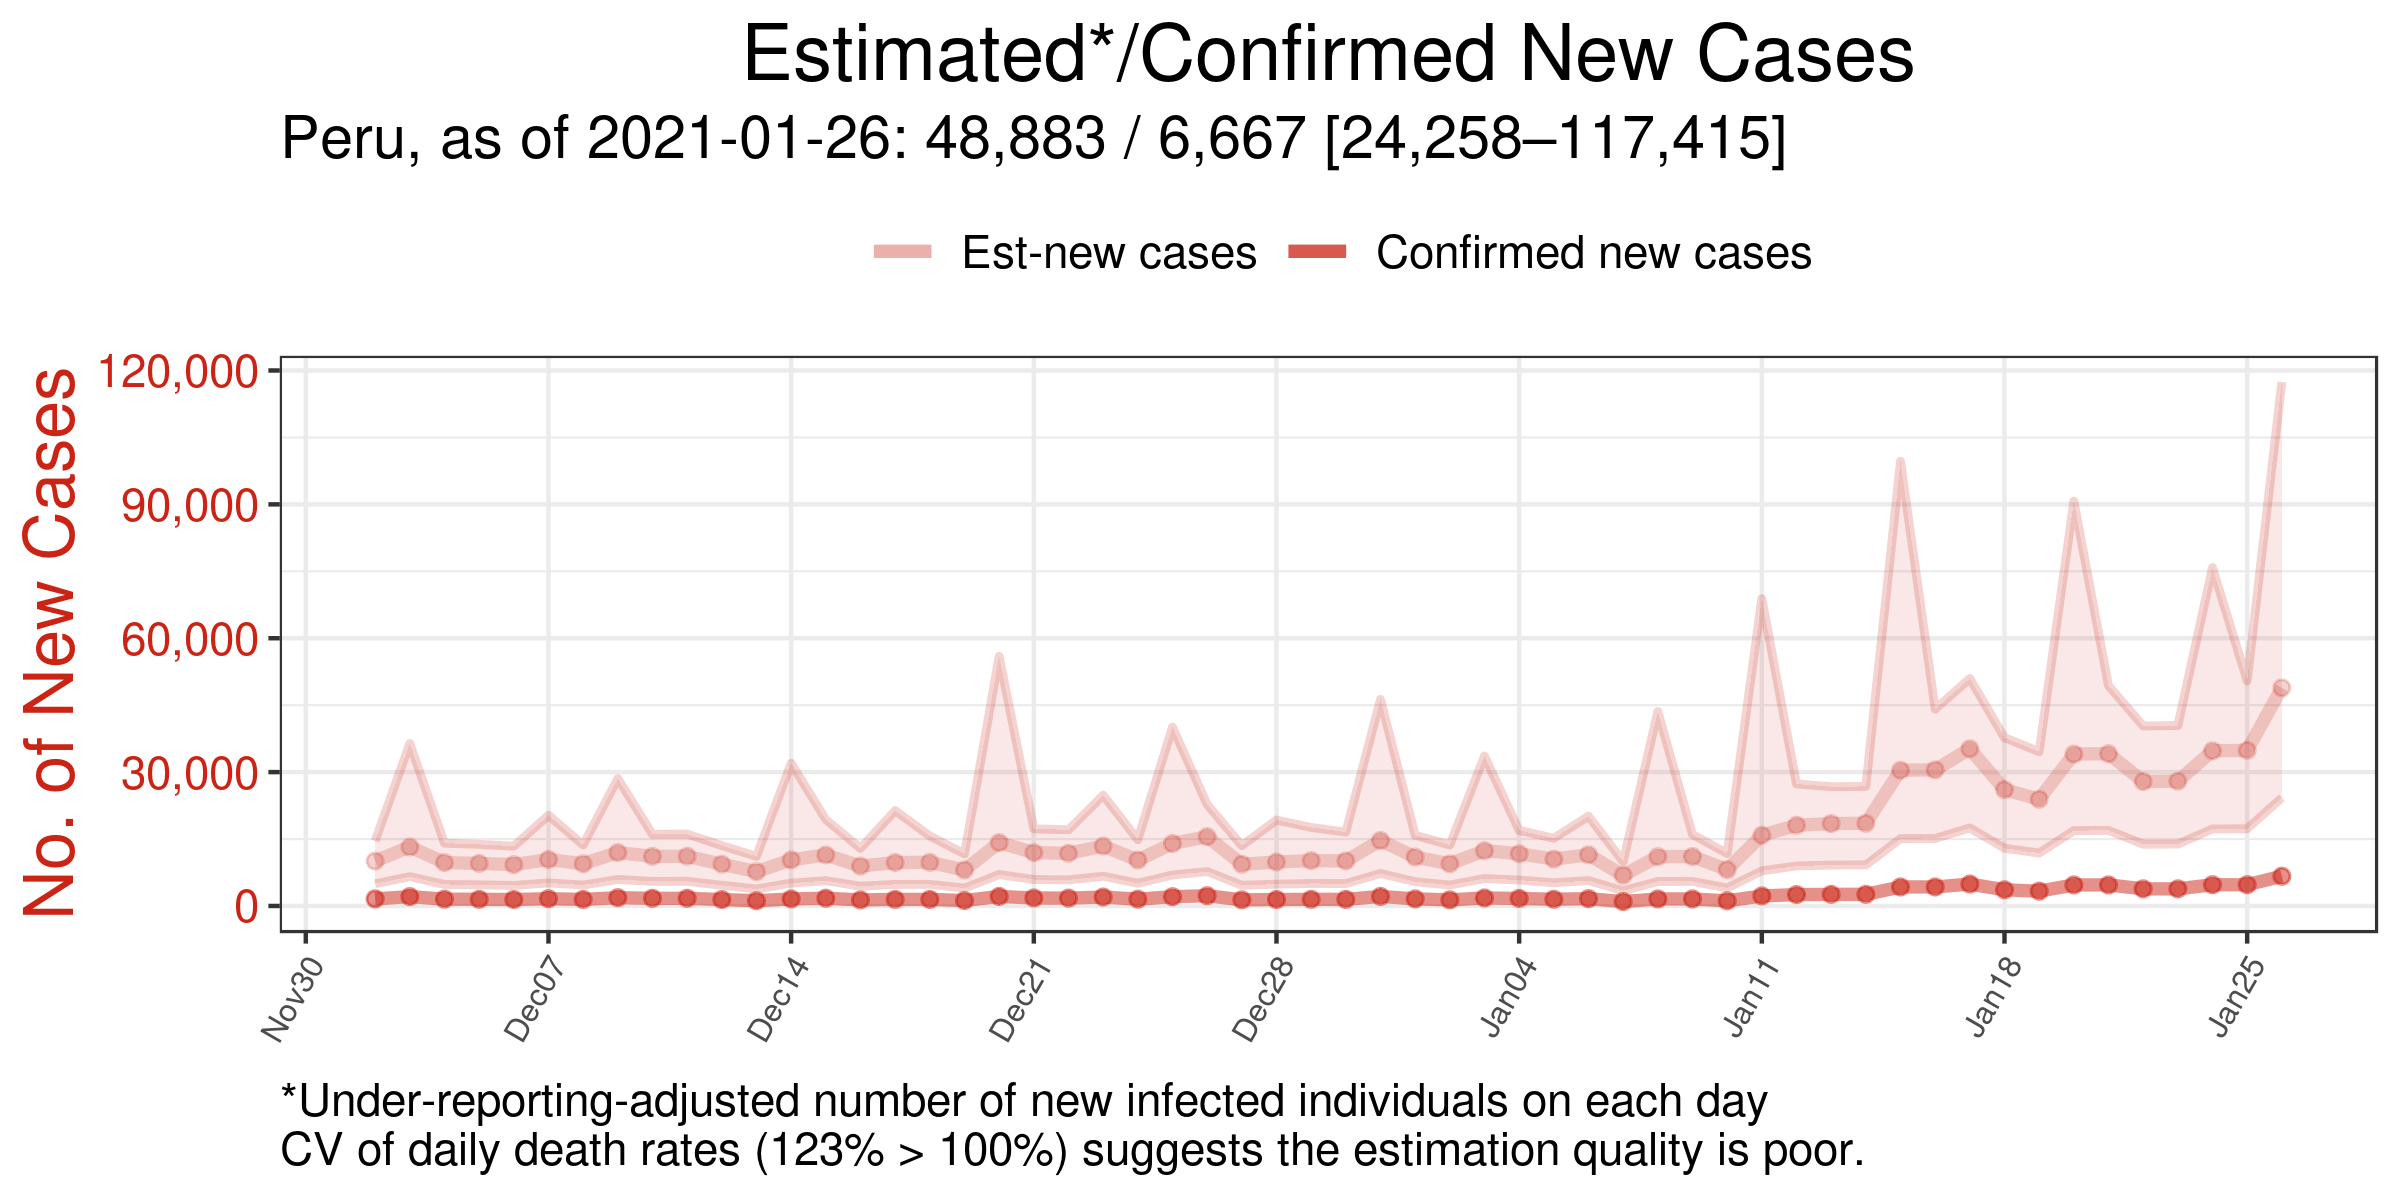 Estimated*/Confirmed New Cases
Peru, as of 2021-01-26: 48,883 / 6,667 [24,258–117,415]
Est-new cases
Confirmed new cases
No. of New Cases
120,000
90,000
60,000
30,000
0
Nov30
Dec07
Dec14
Dec21
Dec28
Jan04
Jan11
Jan18
Jan25
*Under-reporting-adjusted number of new infected individuals on each day
CV of daily death rates (123% > 100%) suggests the estimation quality is poor.